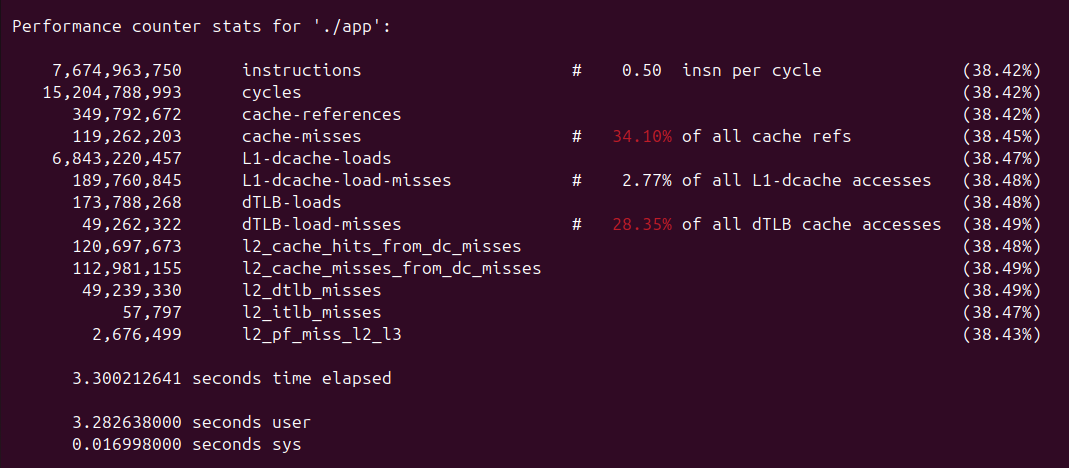 Performance counter stats for './app':
7,674,963,750 instructions # 0.50 insn per cycle (38.42%)
15,204,788,993 cycles (38.42%)
349,792,672 cache-references (38.42%)
119,262,203 cache-misses # 34.10% of all cache refs (38.45%)
6,843,220,457 L1-dcache-loads (38.47%)
189,760,845 L1-dcache-load-misses # 2.77% of all L1-dcache accesses (38.48%)
173,788,268 dTLB-loads (38.48%)
49,262,322 dTLB-load-misses # 28.35% of all dTLB cache accesses (38.49%)
120,697,673 l2_cache_hits_from_dc_misses (38.48%)
112,981,155 l2_cache_misses_from_dc_misses (38.49%)
49,239,330 l2_dtlb_misses (38.49%)
57,797 l2_itlb_misses (38.47%)
2,676,499 l2_pf_miss_l2_l3 (38.43%)
3.300212641 seconds time elapsed
3.282638000 seconds user
0.016998000 seconds sys